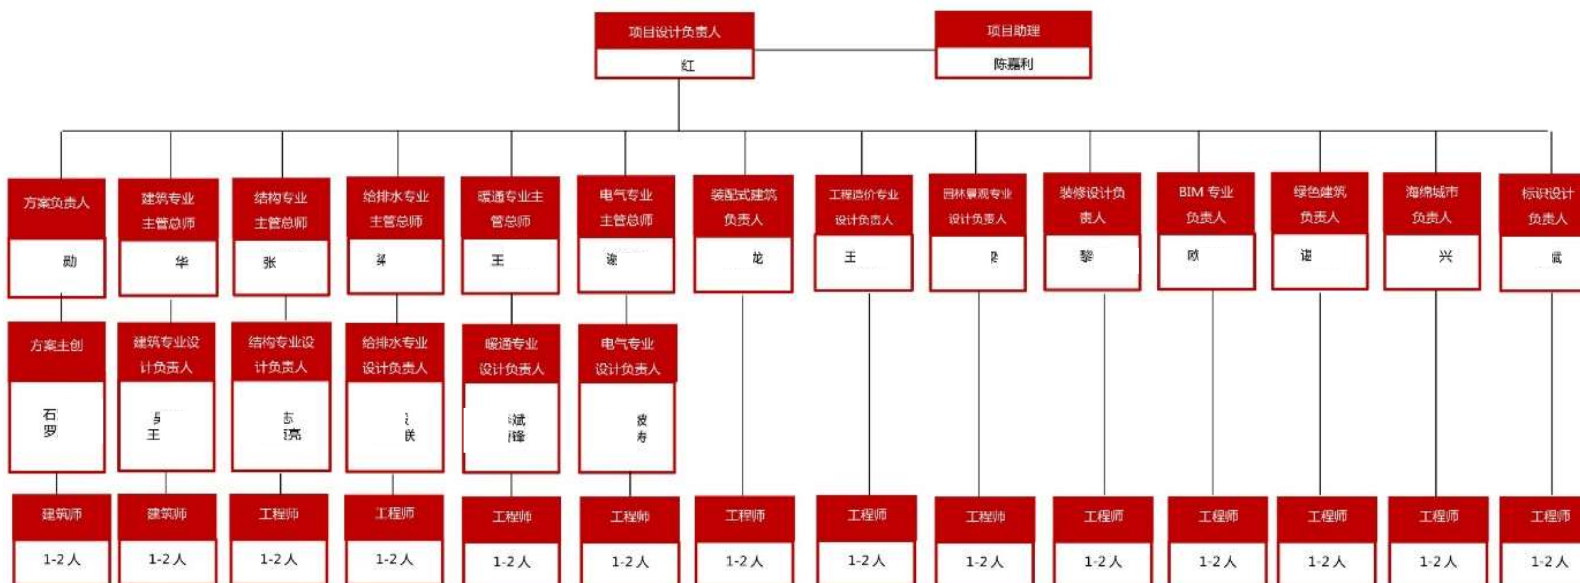 项目设计负责人
红
项目助理
陈嘉利
方案负责人
勋
建筑专业
主管总师
华
结构专业
主管总师
张
给排水专业
主管总师
暖通专业主
管总师
王
电气专业
主管总师
谢
装配式建筑
负责人
龙
工程造价专业
设计负责人
王
园林景观专业
设计负责人
装修设计负
责人
黎
BIM 专业
负责人
欧
绿色建筑
负责人
谌
海绵城市
负责人
兴
标识设计
负责人
斌
方案主创
石
罗
建筑专业设
计负责人
王
结构专业设
计负责人
志
亮
给排水专业
设计负责人
联
暖通专业
设计负责人
斌
锋
电气专业
设计负责人
波
涛
建筑师
1-2 人
建筑师
1-2 人
工程师
1-2 人
工程师
1-2 人
工程师
1-2 人
工程师
1-2 人
工程师
1-2 人
工程师
1-2 人
工程师
1-2 人
工程师
1-2 人
工程师
1-2 人
工程师
1-2 人
工程师
1-2 人
工程师
1-2 人